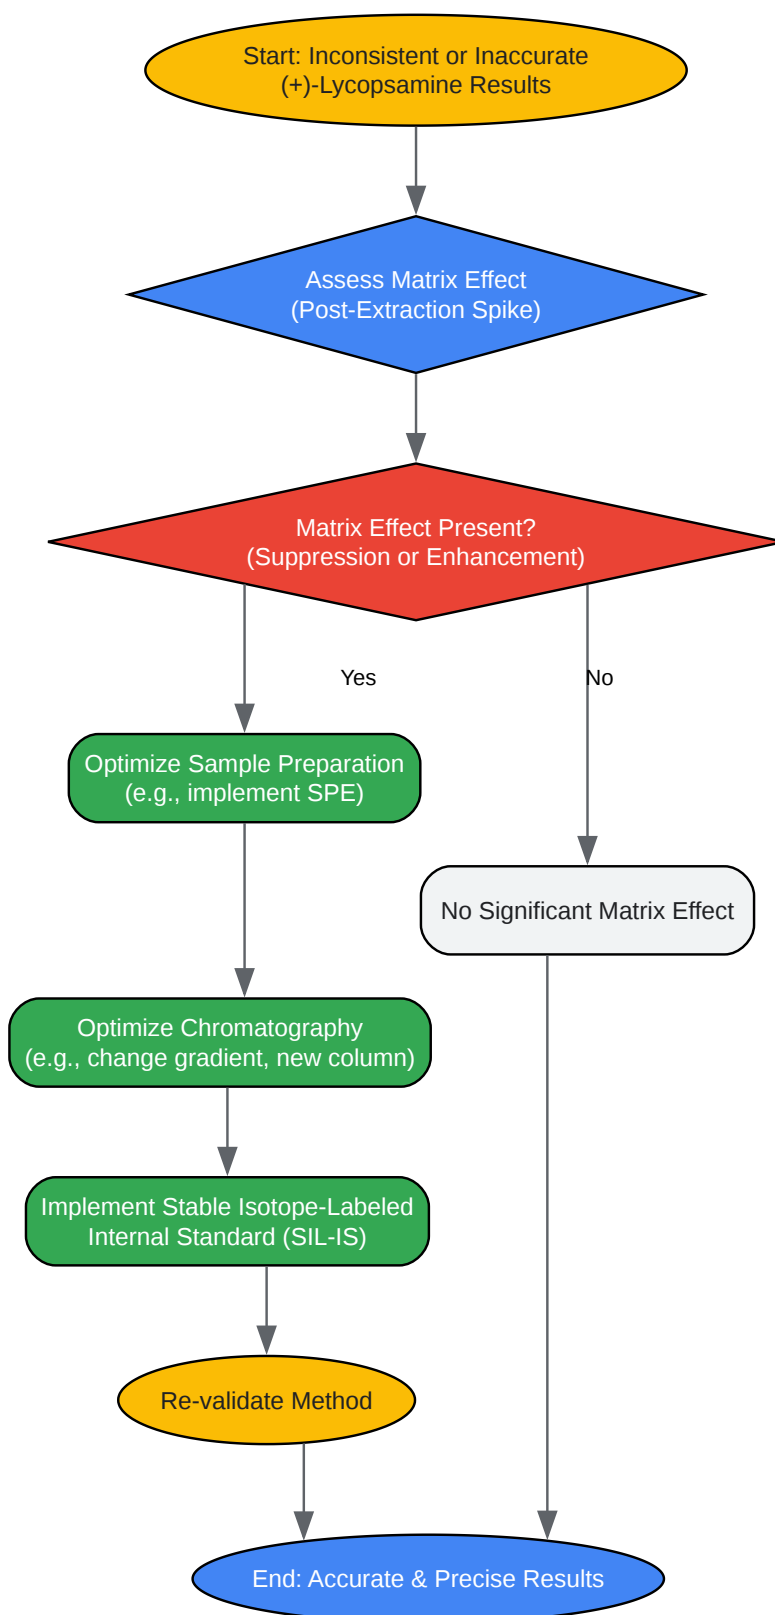 Start: Inconsistent or Inaccurate
(+)-Lycopsamine Results
Assess Matrix Effect
(Post-Extraction Spike)
Matrix Effect Present?
(Suppression or Enhancement)
Yes
No
Optimize Sample Preparation
(e.g., implement SPE)
No Significant Matrix Effect
Optimize Chromatography
(e.g., change gradient, new column)
Implement Stable Isotope-Labeled
Internal Standard (SIL-IS)
Re-validate Method
End: Accurate & Precise Results